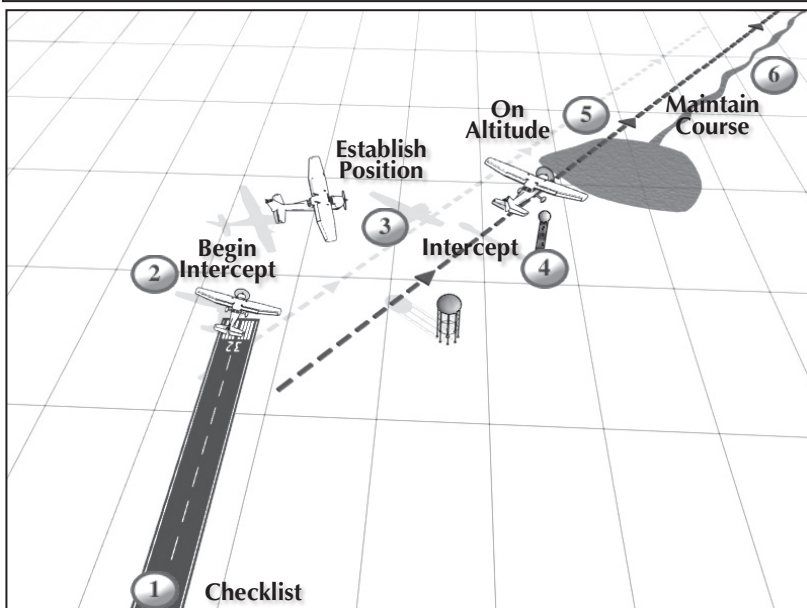 6
5
On
Altitude
Maintain
Course
Establish
Position
3
Intercept
4
2
Begin
Intercept
1
Checklist